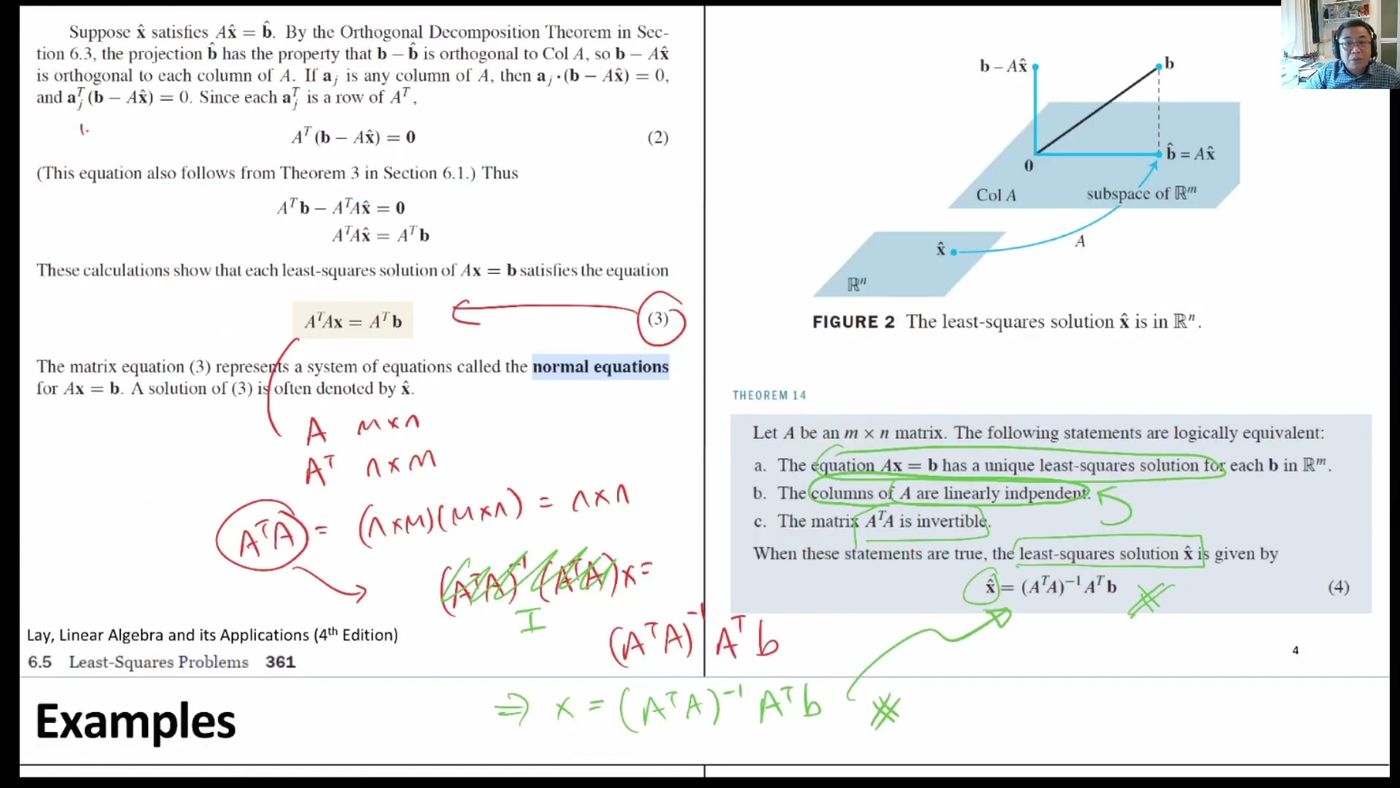 Suppose x̂ satisfies Ax̂ = b̂. By the Orthogonal Decomposition Theorem in Sec-
tion 6.3, the projection b̂ has the property that b − b̂ is orthogonal to Col A, so b − Ax̂
is orthogonal to each column of A. If aⱼ is any column of A, then aⱼ · (b − Ax̂) = 0,
and aⱼᵀ(b − Ax̂) = 0. Since each aⱼᵀ is a row of Aᵀ,
Aᵀ(b − Ax̂) = 0 (2)
(This equation also follows from Theorem 3 in Section 6.1.) Thus
Aᵀb − AᵀAx̂ = 0
AᵀAx̂ = Aᵀb
These calculations show that each least-squares solution of Ax = b satisfies the equation
AᵀAx = Aᵀb (3)
The matrix equation (3) represents a system of equations called the normal equations
for Ax = b. A solution of (3) is often denoted by x̂.
A m×n
Aᵀ n×m
AᵀA = (n×m)(m×n) = n×n
(AᵀA)⁻¹(AᵀA)x =
I
(AᵀA)⁻¹Aᵀb
⇒ x = (AᵀA)⁻¹Aᵀb
Lay, Linear Algebra and its Applications (4th Edition)
6.5 Least-Squares Problems 361
b − Ax̂
b
0
b̂ = Ax̂
Col A
subspace of ℝᵐ
x̂
A
ℝⁿ
FIGURE 2 The least-squares solution x̂ is in ℝⁿ.
THEOREM 14
Let A be an m × n matrix. The following statements are logically equivalent:
a. The equation Ax = b has a unique least-squares solution for each b in ℝᵐ.
b. The columns of A are linearly indpendent.
c. The matrix AᵀA is invertible.
When these statements are true, the least-squares solution x̂ is given by
x̂ = (AᵀA)⁻¹Aᵀb (4)
4
Examples